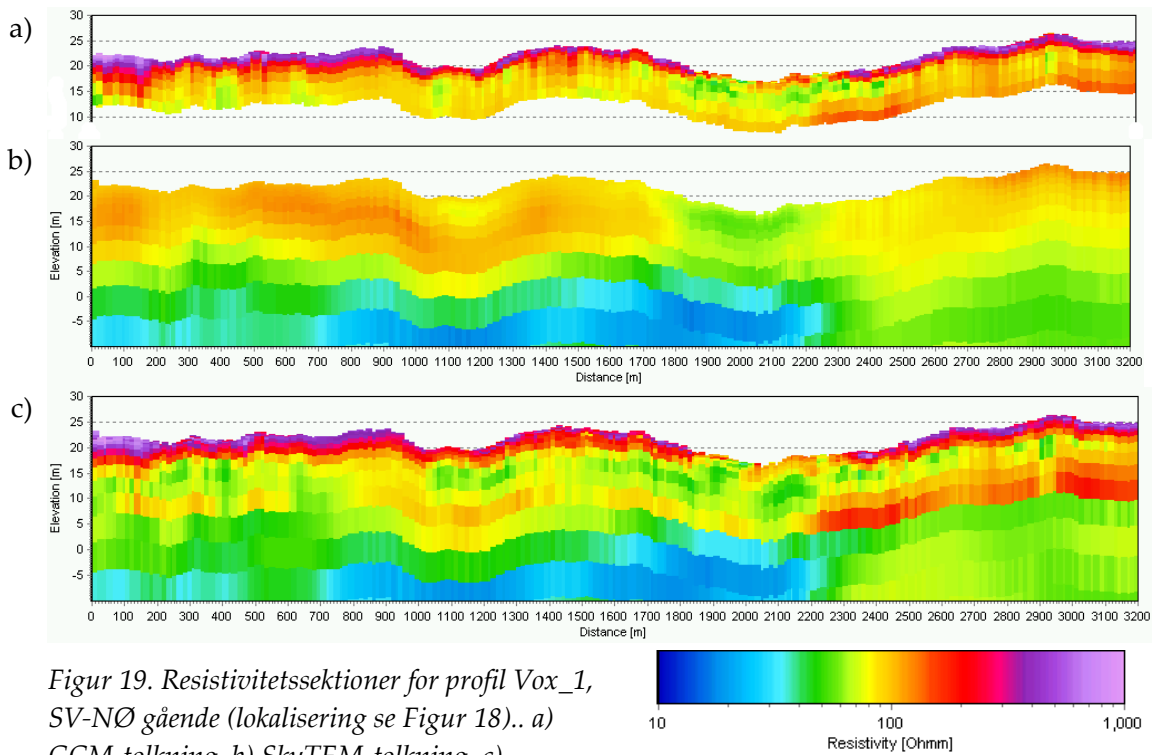 a)
30
25
20
15
10
b)
30
25
20
15
10
5
0
-5
Elevation [m]
0 100 200 300 400 500 600 700 800 900 1000 1100 1200 1300 1400 1500 1600 1700 1800 1900 2000 2100 2200 2300 2400 2500 2600 2700 2800 2900 3000 3100 3200
Distance [m]
c)
30
25
20
15
10
5
0
-5
Elevation [m]
0 100 200 300 400 500 600 700 800 900 1000 1100 1200 1300 1400 1500 1600 1700 1800 1900 2000 2100 2200 2300 2400 2500 2600 2700 2800 2900 3000 3100 3200
Distance [m]
Figur 19. Resistivitetssektioner for profil Vox_1,
SV-NØ gående (lokalisering se Figur 18).. a)
10 100 1,000
Resistivity [Ohmm]